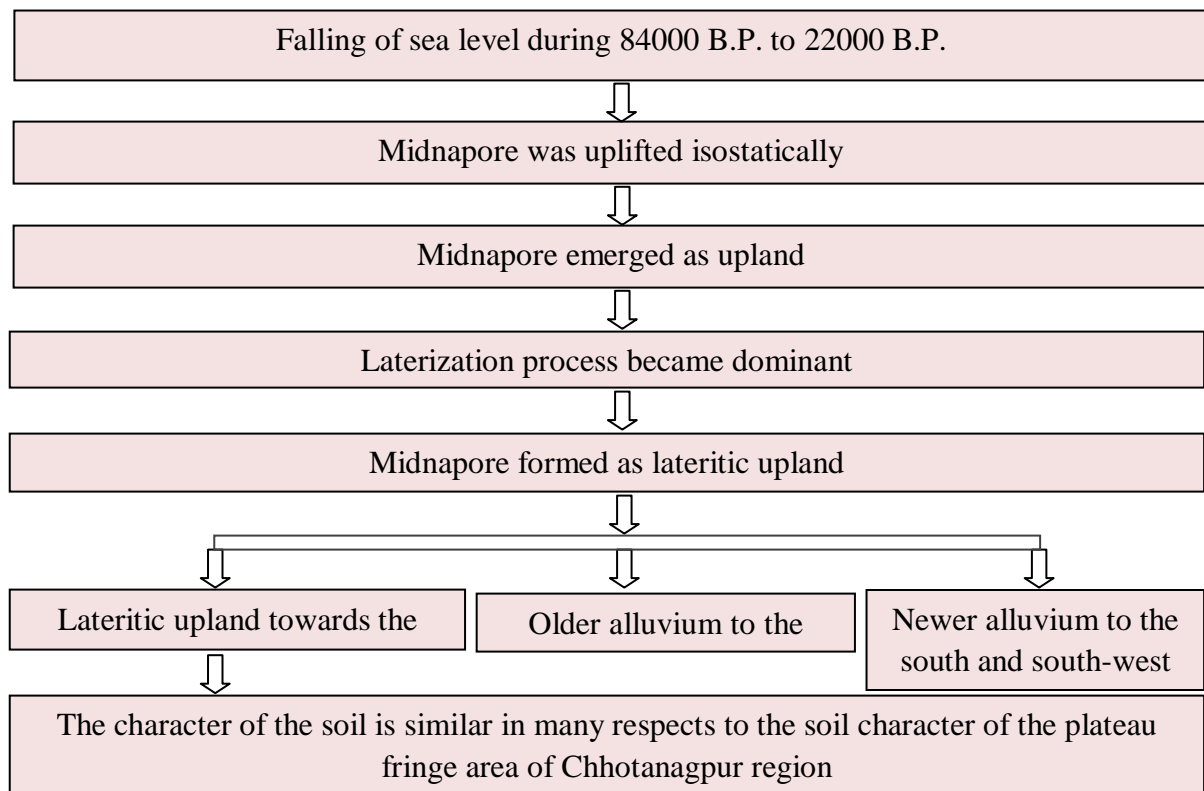 Falling of sea level during 84000 B.P. to 22000 B.P.
Midnapore was uplifted isostatically
Midnapore emerged as upland
Laterization process became dominant
Midnapore formed as lateritic upland
Lateritic upland towards the
Older alluvium to the
Newer alluvium to the
south and south-west
The character of the soil is similar in many respects to the soil character of the plateau
fringe area of Chhotanagpur region